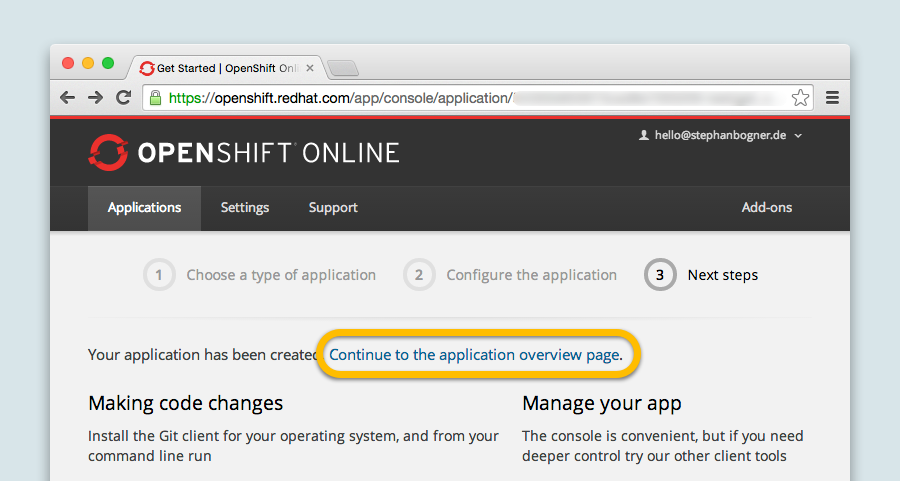 Get Started | OpenShift Onli
https://openshift.redhat.com/app/console/application/
hello@stephanbogner.de
OPENSHIFT ONLINE
Applications Settings Support Add-ons
1 Choose a type of application 2 Configure the application 3 Next steps
Your application has been created Continue to the application overview page.
Making code changes
Install the Git client for your operating system, and from your
command line run
Manage your app
The console is convenient, but if you need
deeper control try our other client tools